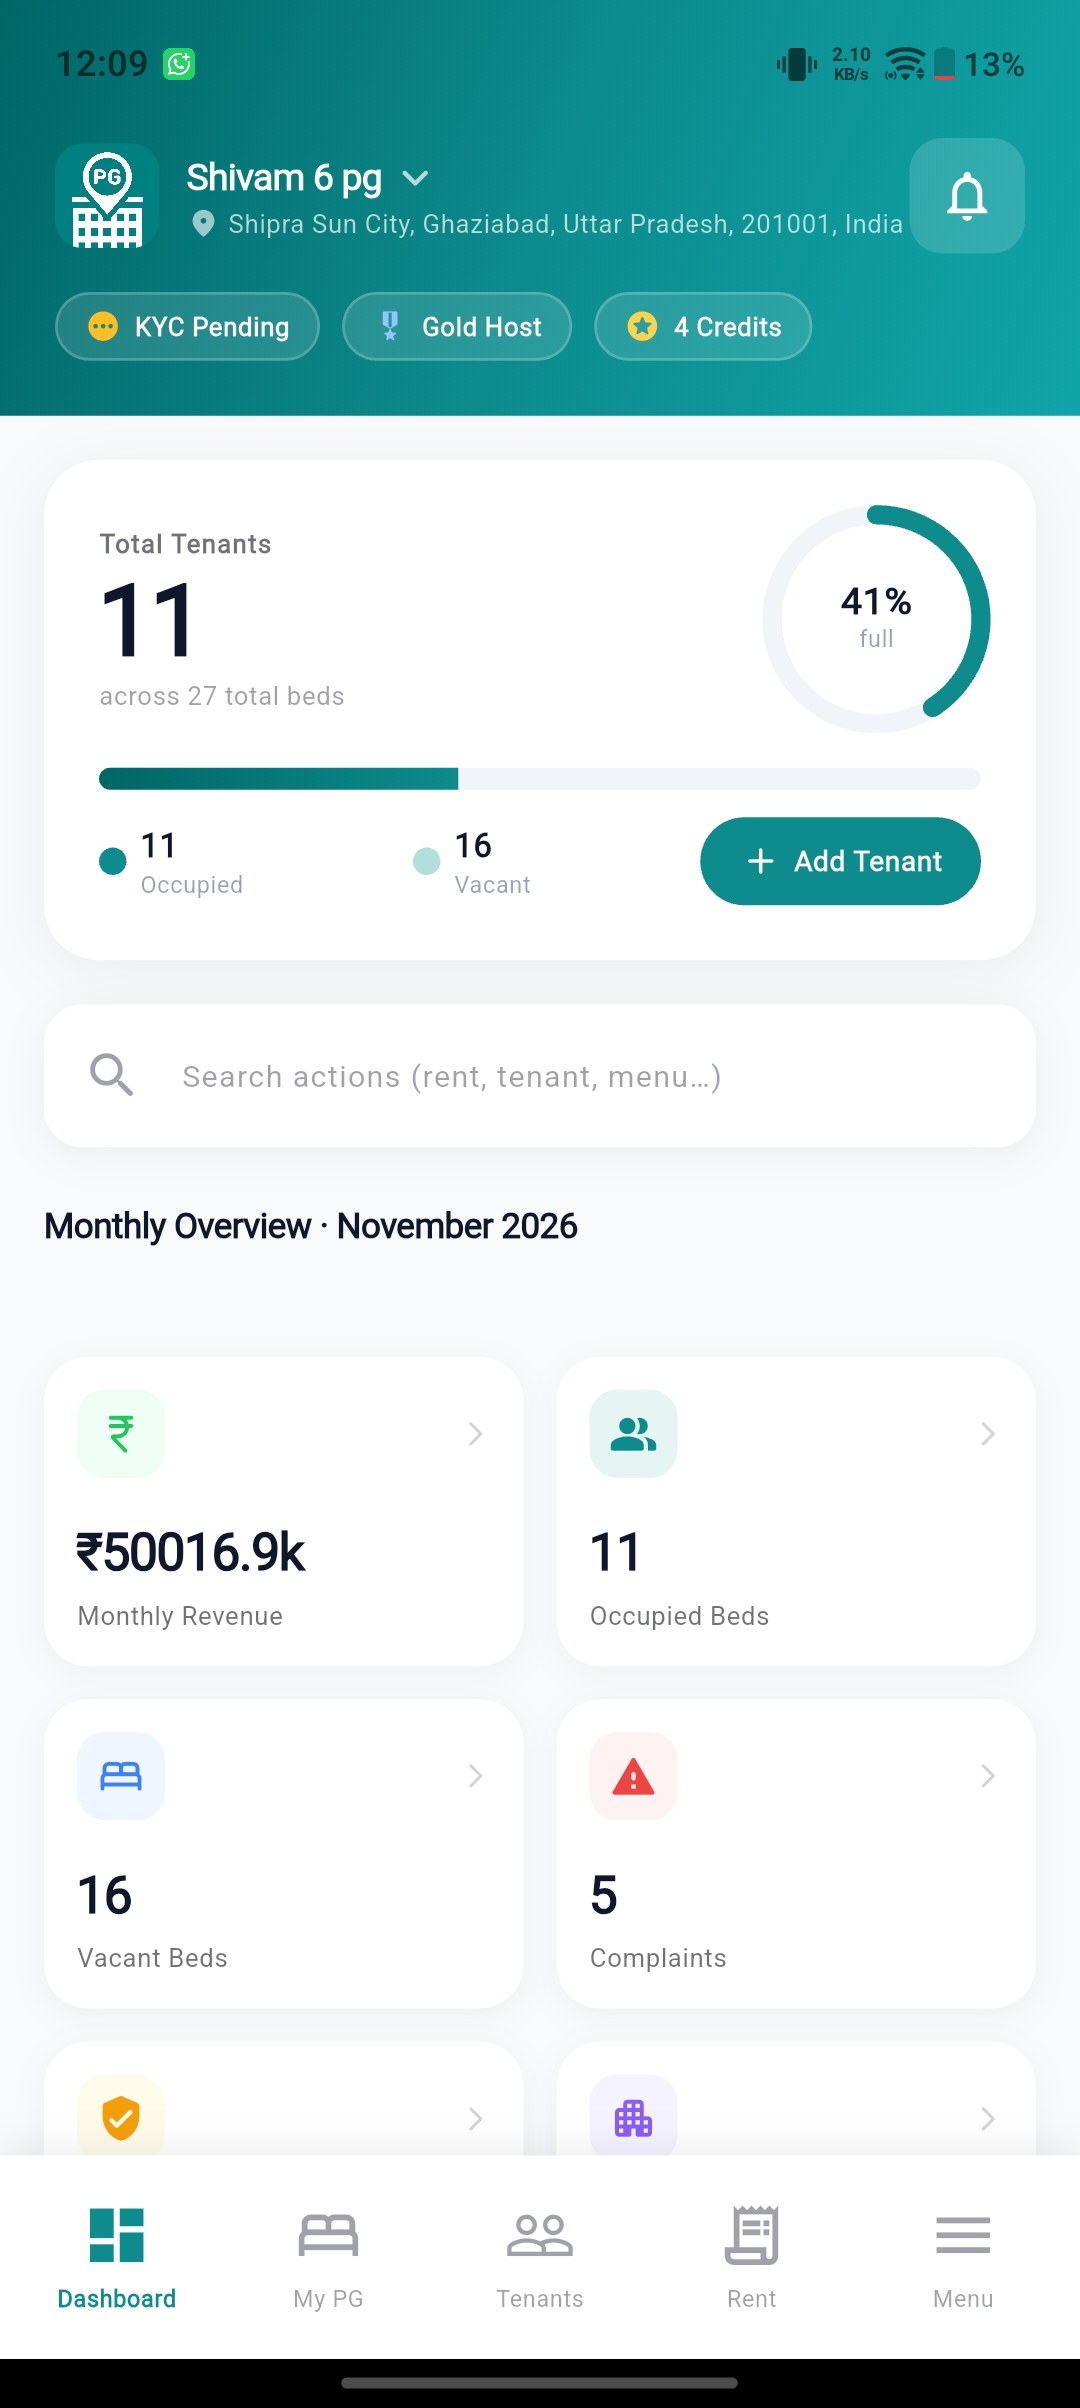 12:09
2.10
KB/s
13%
PG
Shivam 6 pg
Shipra Sun City, Ghaziabad, Uttar Pradesh, 201001, India
KYC Pending
Gold Host
4 Credits
Total Tenants
11
across 27 total beds
41%
full
11
Occupied
16
Vacant
+ Add Tenant
Search actions (rent, tenant, menu...)
Monthly Overview · November 2026
₹
₹50016.9k
Monthly Revenue
11
Occupied Beds
16
Vacant Beds
5
Complaints
Dashboard
My PG
Tenants
Rent
Menu